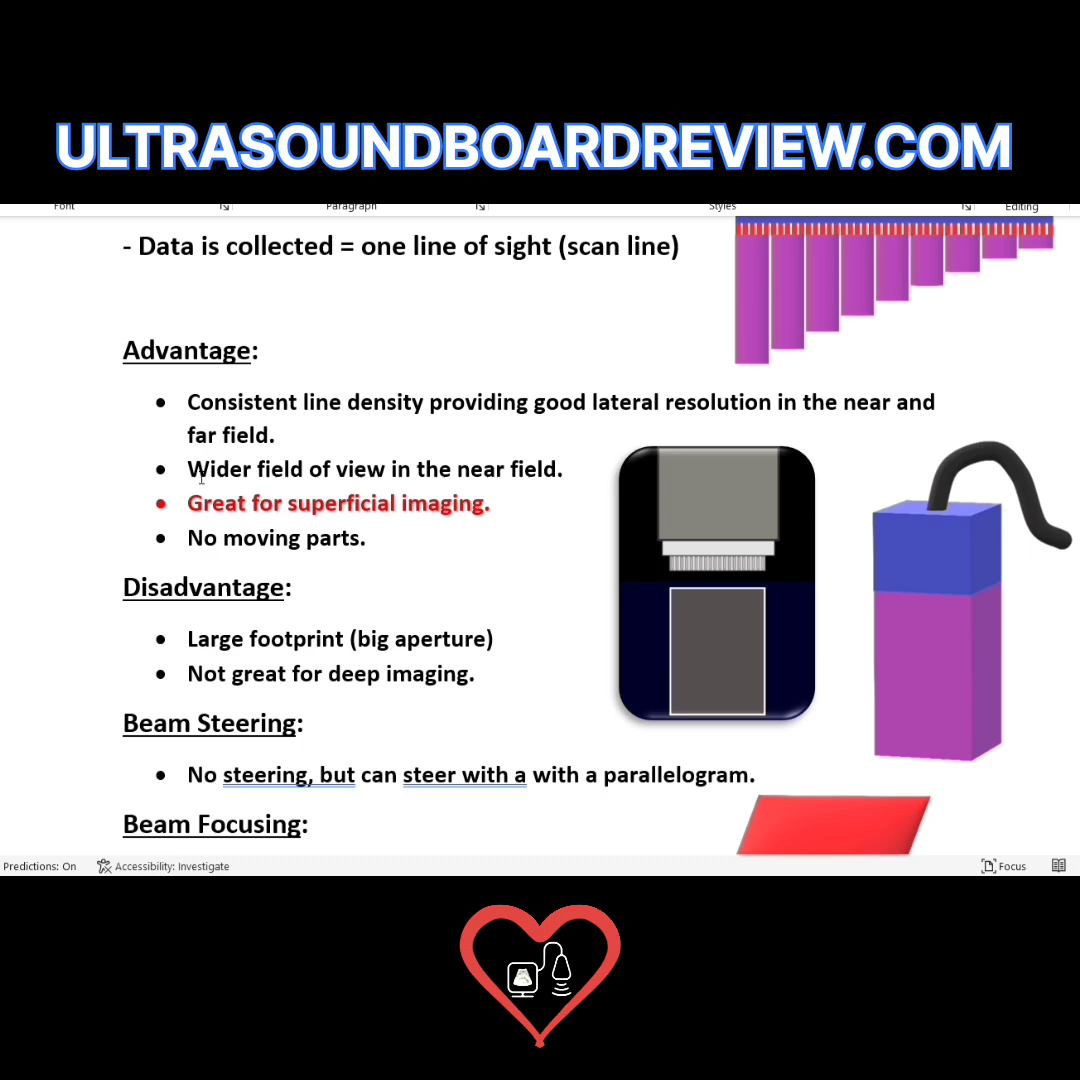 ULTRASOUNDBOARDREVIEW.COM
Font Paragraph Styles Editing
- Data is collected = one line of sight (scan line)
Advantage:
• Consistent line density providing good lateral resolution in the near and
far field.
• Wider field of view in the near field.
• Great for superficial imaging.
• No moving parts.
Disadvantage:
• Large footprint (big aperture)
• Not great for deep imaging.
Beam Steering:
• No steering, but can steer with a with a parallelogram.
Beam Focusing:
Predictions: On Accessibility: Investigate Focus